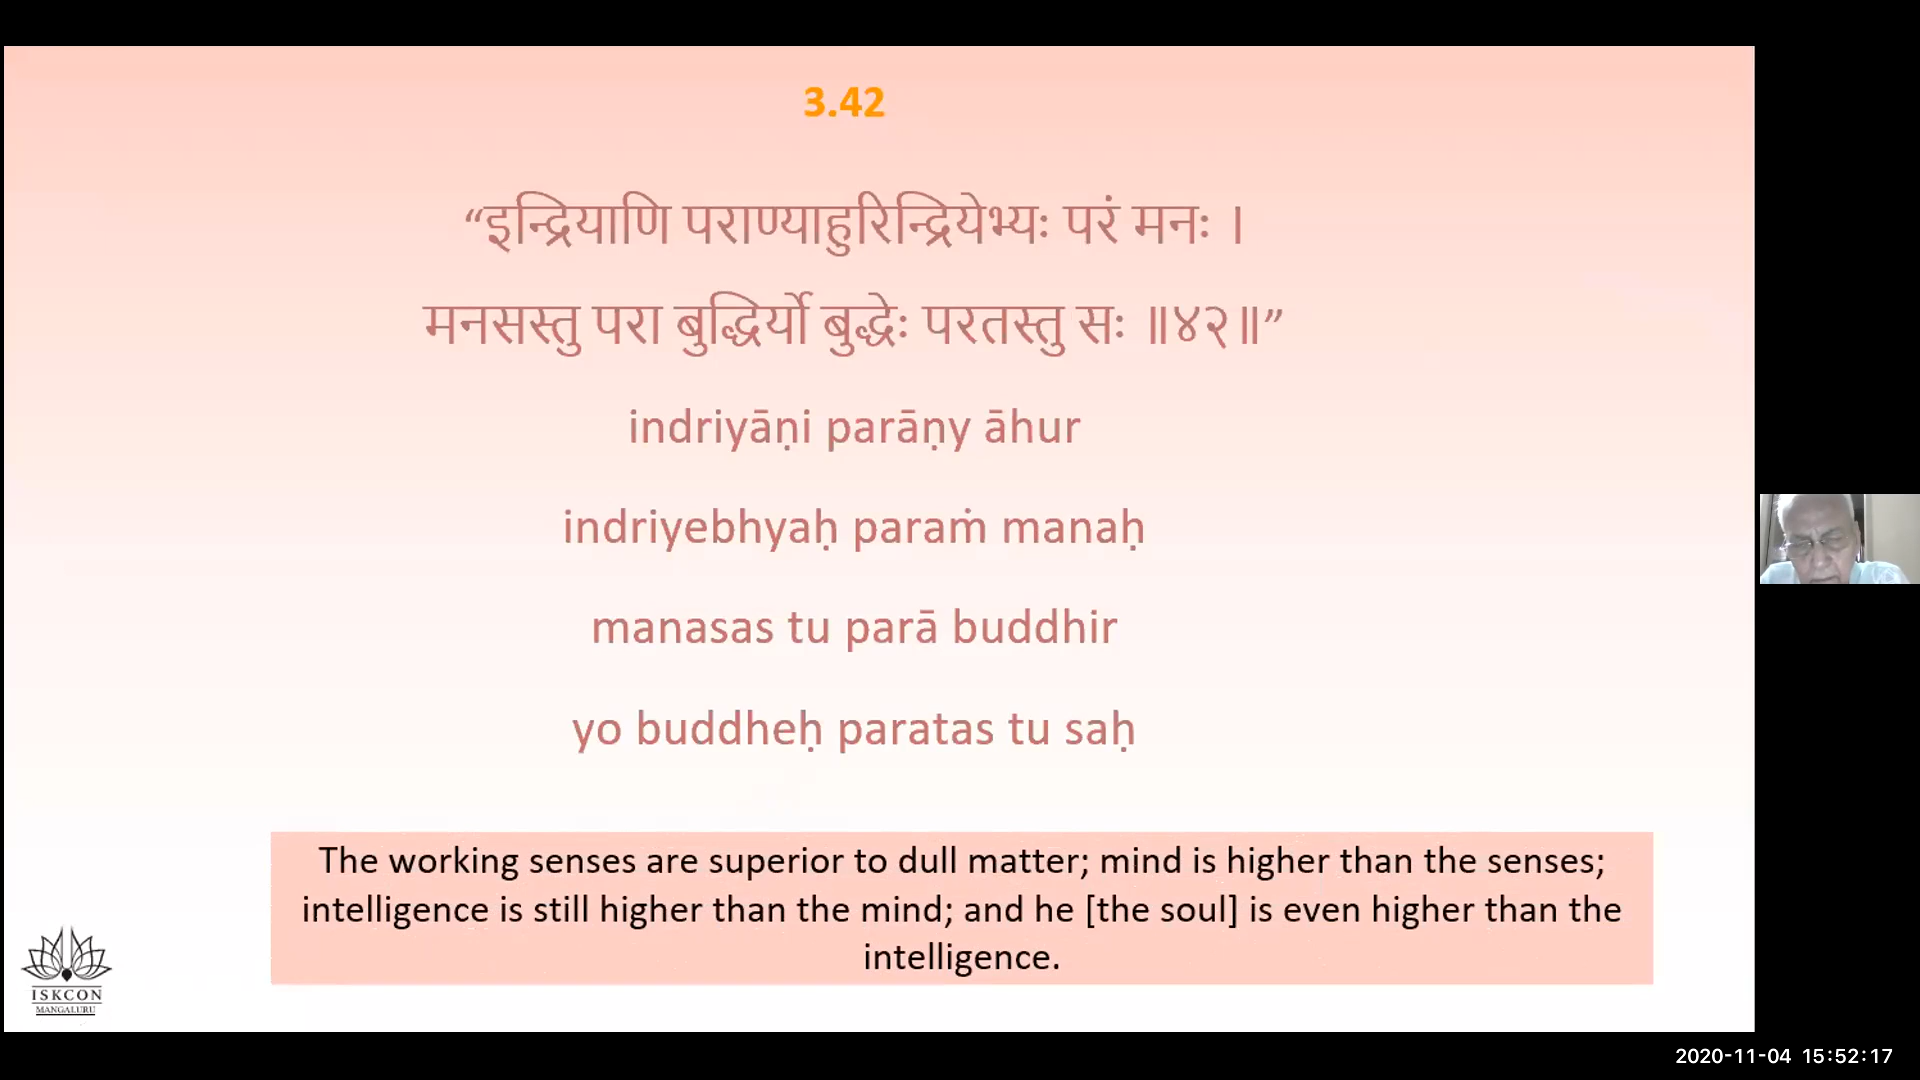 3.42
“इन्द्रियाणि पराण्याहुरिन्द्रियेभ्यः परं मनः ।
मनसस्तु परा बुद्धिर्यो बुद्धेः परतस्तु सः ॥४२॥”
indriyāṇi parāṇy āhur
indriyebhyaḥ paraṁ manaḥ
manasas tu parā buddhir
yo buddheḥ paratas tu saḥ
The working senses are superior to dull matter; mind is higher than the senses;
intelligence is still higher than the mind; and he [the soul] is even higher than the
intelligence.
ISKCON
MANGALURU
2020-11-04 15:52:17